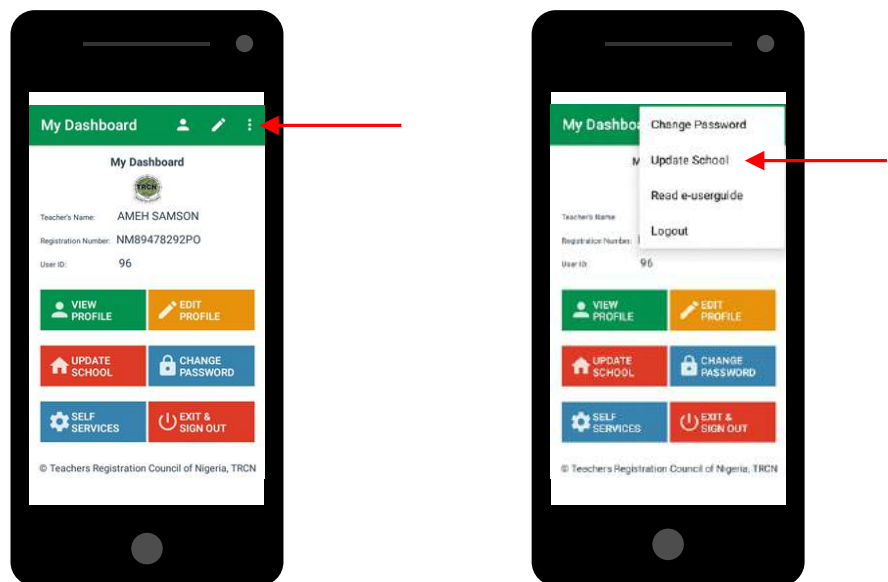 My Dashboard
My Dashboard
TRCN
Teacher's Name: AMEH SAMSON
Registration Number: NM89478292PO
User ID: 96
VIEW PROFILE
EDIT PROFILE
UPDATE SCHOOL
CHANGE PASSWORD
SELF SERVICES
EXIT & SIGN OUT
© Teachers Registration Council of Nigeria, TRCN
My Dashbo
Change Password
Update School
Read e-userguide
Logout
M
Teacher's Name
Registration Number:
User ID: 96
VIEW PROFILE
EDIT PROFILE
UPDATE SCHOOL
CHANGE PASSWORD
SELF SERVICES
EXIT & SIGN OUT
© Teachers Registration Council of Nigeria, TRCN